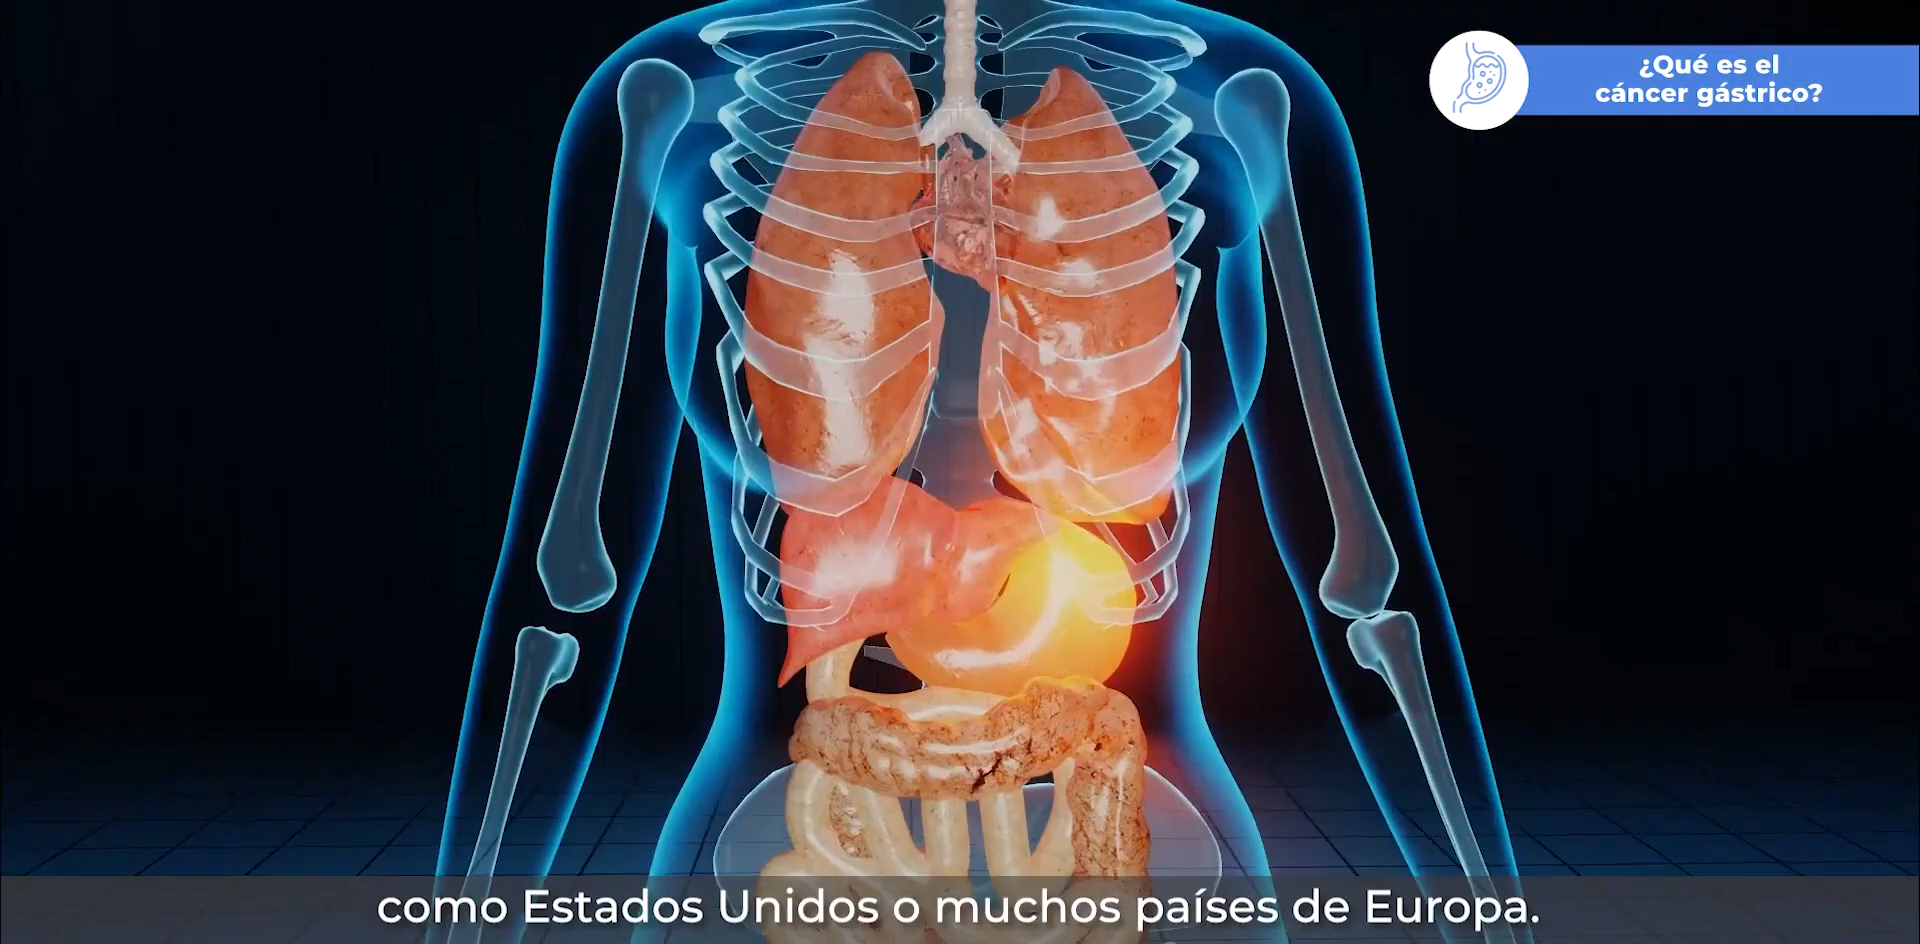 ¿Qué es el
cáncer gástrico?
como Estados Unidos o muchos países de Europa.